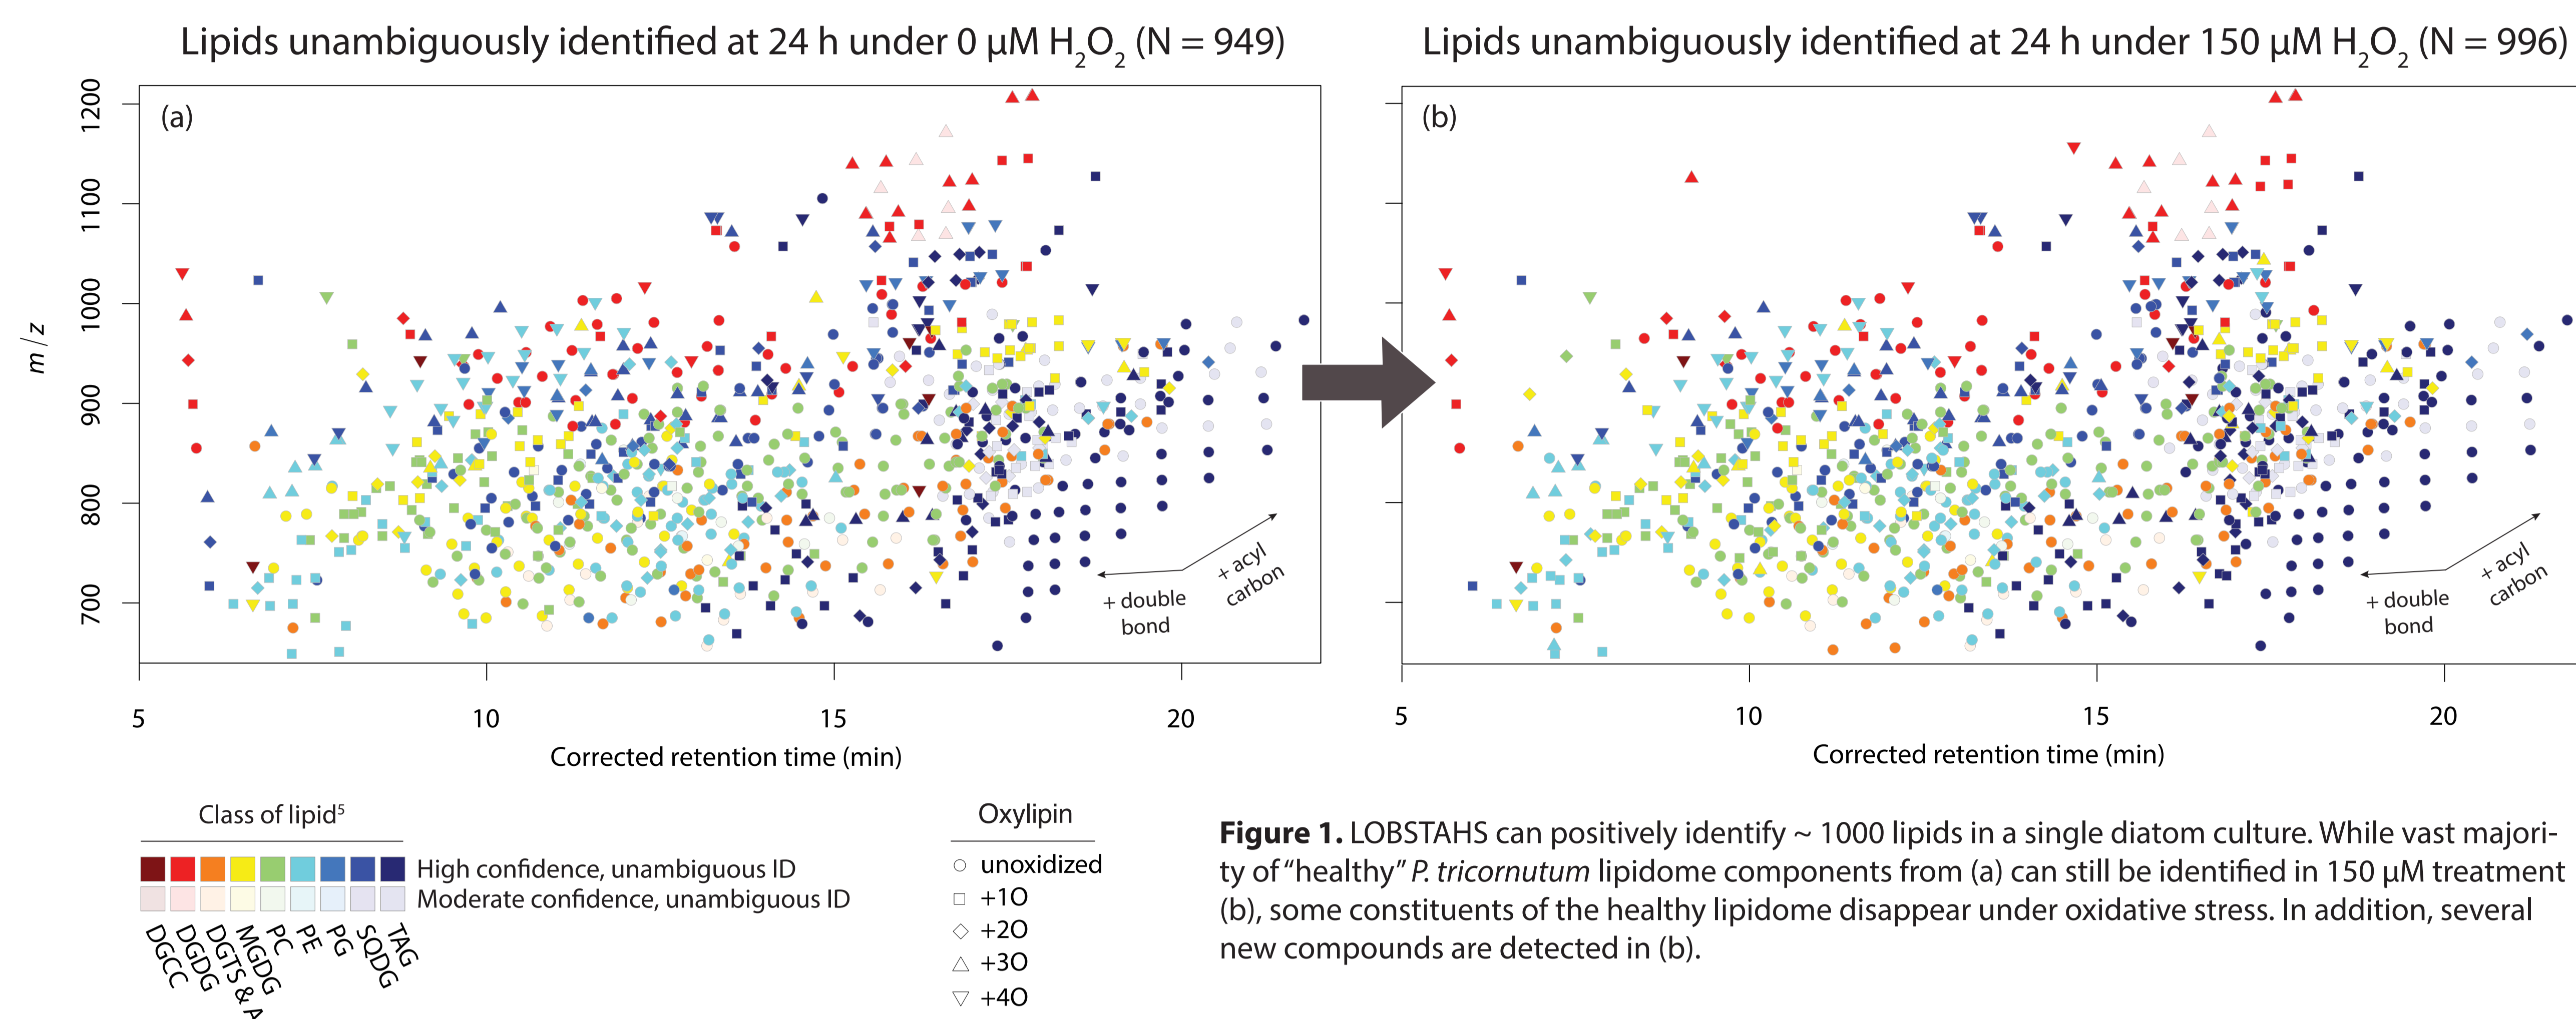 Lipids unambiguously identified at 24 h under 0 µM H₂O₂ (N = 949)
Lipids unambiguously identified at 24 h under 150 µM H₂O₂ (N = 996)
(a)
(b)
m/z
1200
1100
1000
900
800
700
+ acyl
carbon
+ double
bond
+ acyl
carbon
+ double
bond
5 10 15 20
Corrected retention time (min)
5 10 15 20
Corrected retention time (min)
Class of lipid⁵
High confidence, unambiguous ID
Moderate confidence, unambiguous ID
DGCC
DGDG
DGTS & A
MGDG
PC
PE
PG
SQDG
TAG
Oxylipin
unoxidized
+1O
+2O
+3O
+4O
Figure 1. LOBSTAHS can positively identify ~ 1000 lipids in a single diatom culture. While vast majori-
ty of “healthy” P. tricornutum lipidome components from (a) can still be identified in 150 µM treatment
(b), some constituents of the healthy lipidome disappear under oxidative stress. In addition, several
new compounds are detected in (b).